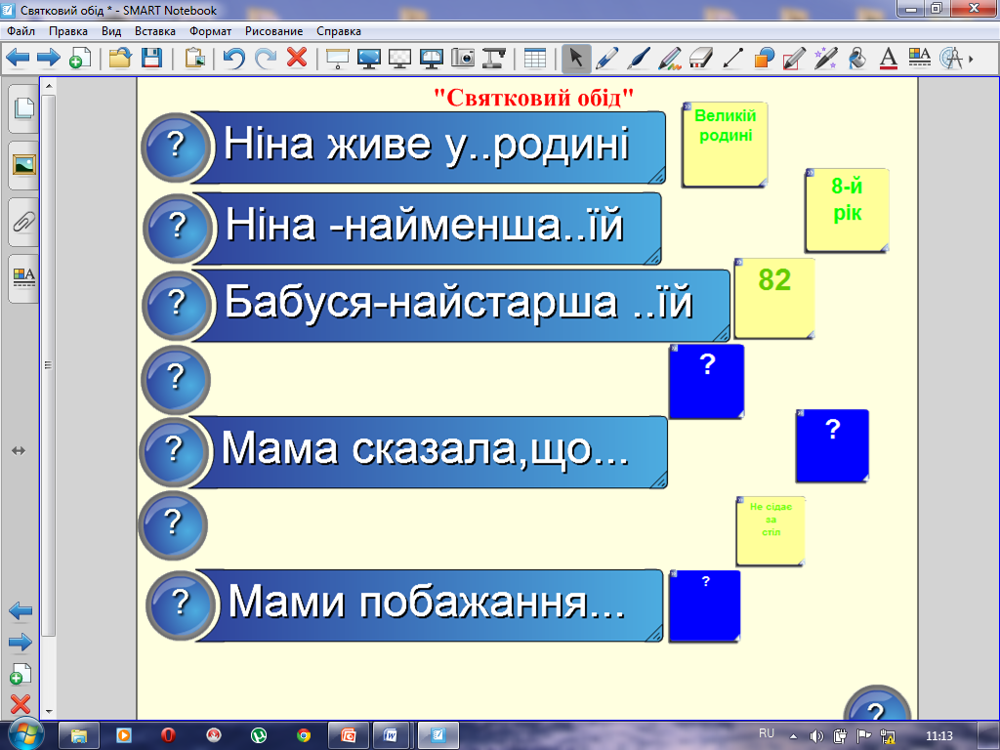 Святковий обід * - SMART Notebook
Файл Правка Вид Вставка Формат Рисование Справка
"Святковий обід"
? Ніна живе у..родині
Великій
родині
? Ніна -найменша..їй
8-й
рік
? Бабуся-найстарша ..їй
82
?
?
? Мама сказала,що...
?
?
Не сідає
за
стіл
? Мами побажання...
?
?
RU 11:13